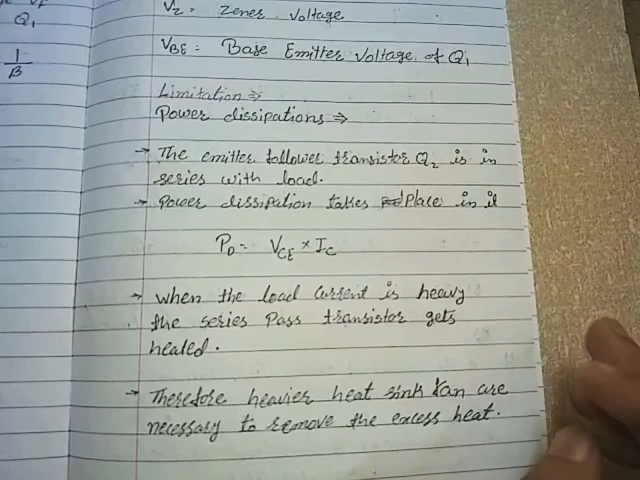 Q1
1
B
VZ = Zener Voltage
VBE = Base Emitter Voltage of Q1
Limitation ⇒
Power dissipations ⇒
→ The emitter follower transistor Q2 is in
series with load.
→ Power dissipation takes Place in it
PD = VCE × IC
→ when the load current is heavy
the series Pass transistor gets
heated.
→ Therefore heavier heat sink are
necessary to remove the excess heat.